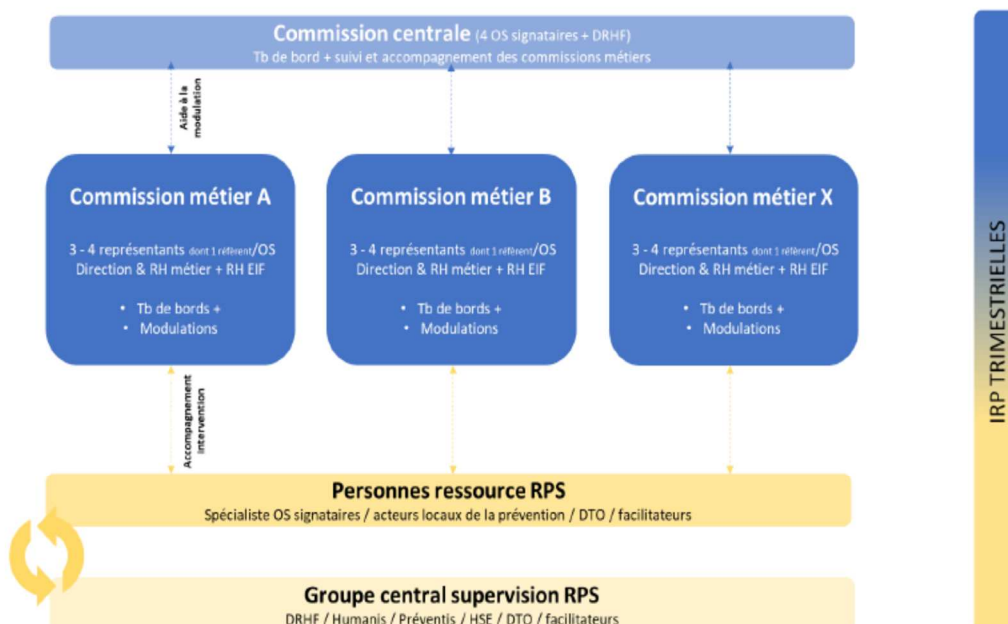 Commission centrale (4 OS signataires + DRHF)
Tb de bord + suivi et accompagnement des commissions métiers
Aide à la
modulation
Commission métier A
3 - 4 représentants dont 1 référent/OS
Direction & RH métier + RH EIF
• Tb de bords +
• Modulations
Commission métier B
3 - 4 représentants dont 1 référent/OS
Direction & RH métier + RH EIF
• Tb de bords +
• Modulations
Commission métier X
3 - 4 représentants dont 1 référent/OS
Direction & RH métier + RH EIF
• Tb de bords +
• Modulations
Accompagnement
intervention
Personnes ressource RPS
Spécialiste OS signataires / acteurs locaux de la prévention / DTO / facilitateurs
Groupe central supervision RPS
DRHF / Humanis / Préventis / HSE / DTO / facilitateurs
IRP TRIMESTRIELLES